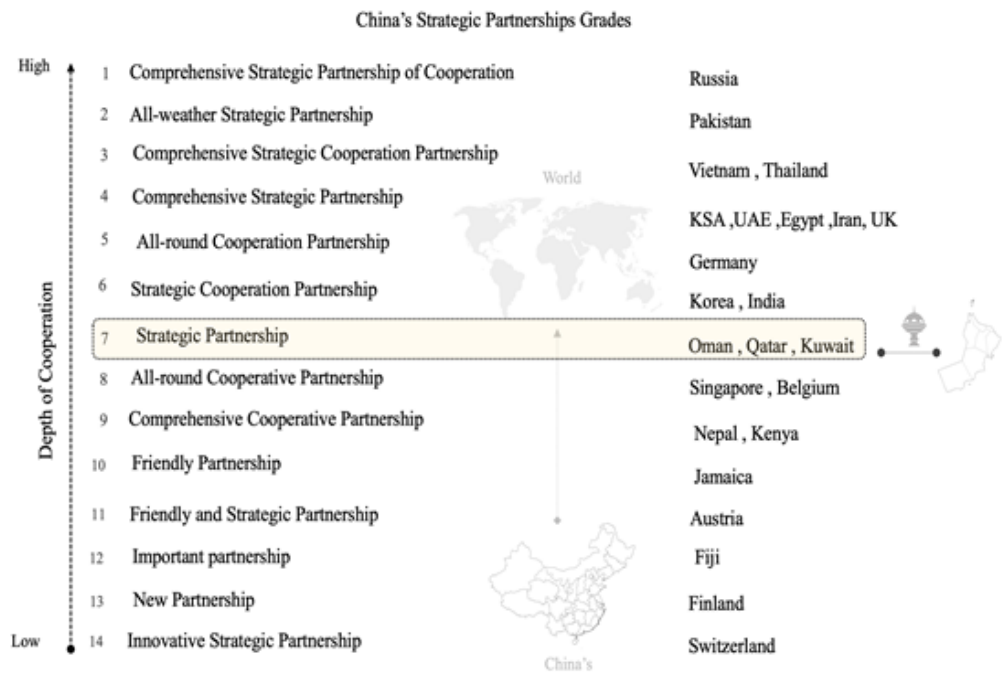 China's Strategic Partnerships Grades
High
1 Comprehensive Strategic Partnership of Cooperation Russia
2 All-weather Strategic Partnership Pakistan
3 Comprehensive Strategic Cooperation Partnership Vietnam , Thailand
World
4 Comprehensive Strategic Partnership KSA ,UAE ,Egypt ,Iran, UK
5 All-round Cooperation Partnership Germany
6 Strategic Cooperation Partnership Korea , India
7 Strategic Partnership Oman , Qatar , Kuwait
8 All-round Cooperative Partnership Singapore , Belgium
9 Comprehensive Cooperative Partnership Nepal , Kenya
10 Friendly Partnership Jamaica
11 Friendly and Strategic Partnership Austria
12 Important partnership Fiji
13 New Partnership Finland
Low
14 Innovative Strategic Partnership Switzerland
China's
Depth of Cooperation